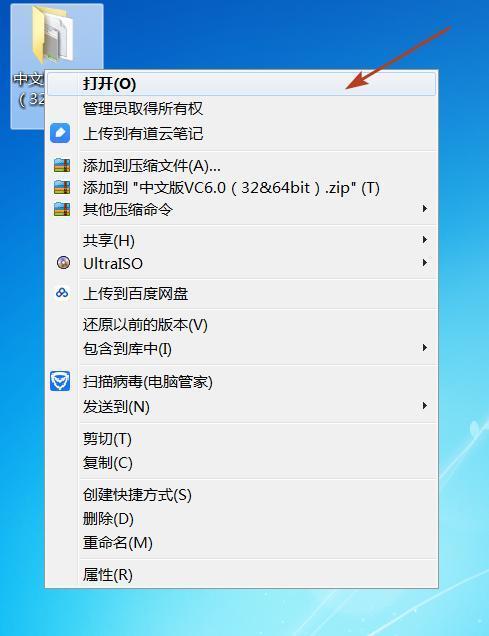 中文
（32
打开(O)
管理员取得所有权
上传到有道云笔记
添加到压缩文件(A)...
添加到 "中文版VC6.0（32&64bit）.zip" (T)
其他压缩命令
共享(H)
UltraISO
上传到百度网盘
还原以前的版本(V)
包含到库中(I)
扫描病毒(电脑管家)
发送到(N)
剪切(T)
复制(C)
创建快捷方式(S)
删除(D)
重命名(M)
属性(R)